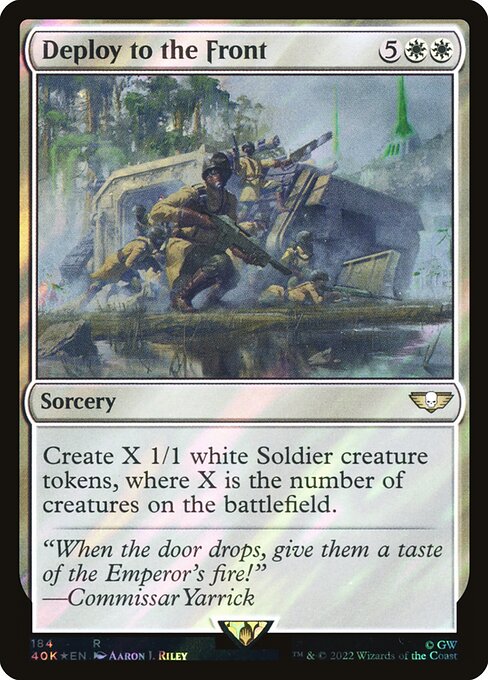 Deploy to the Front 5
Sorcery
Create X 1/1 white Soldier creature
tokens, where X is the number of
creatures on the battlefield.
“When the door drops, give them a taste
of the Emperor’s fire!”
—Commissar Yarrick
184 R © GW
40K★EN Aaron J. Riley ™ & © 2022 Wizards of the Coast